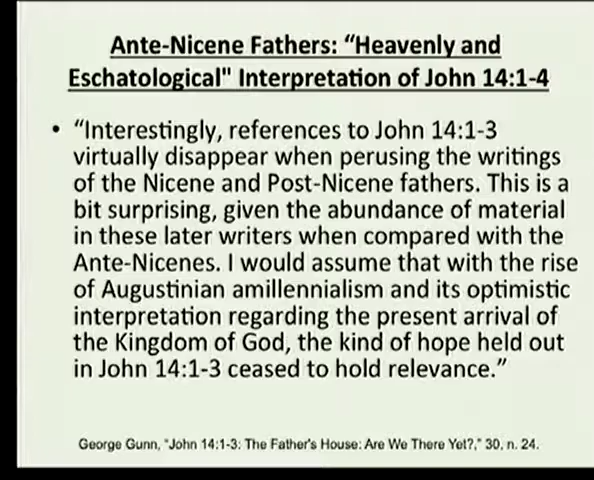 Ante-Nicene Fathers: “Heavenly and
Eschatological" Interpretation of John 14:1-4
• “Interestingly, references to John 14:1-3
virtually disappear when perusing the writings
of the Nicene and Post-Nicene fathers. This is a
bit surprising, given the abundance of material
in these later writers when compared with the
Ante-Nicenes. I would assume that with the rise
of Augustinian amillennialism and its optimistic
interpretation regarding the present arrival of
the Kingdom of God, the kind of hope held out
in John 14:1-3 ceased to hold relevance.”
George Gunn, “John 14:1-3: The Father's House: Are We There Yet?,” 30, n. 24.